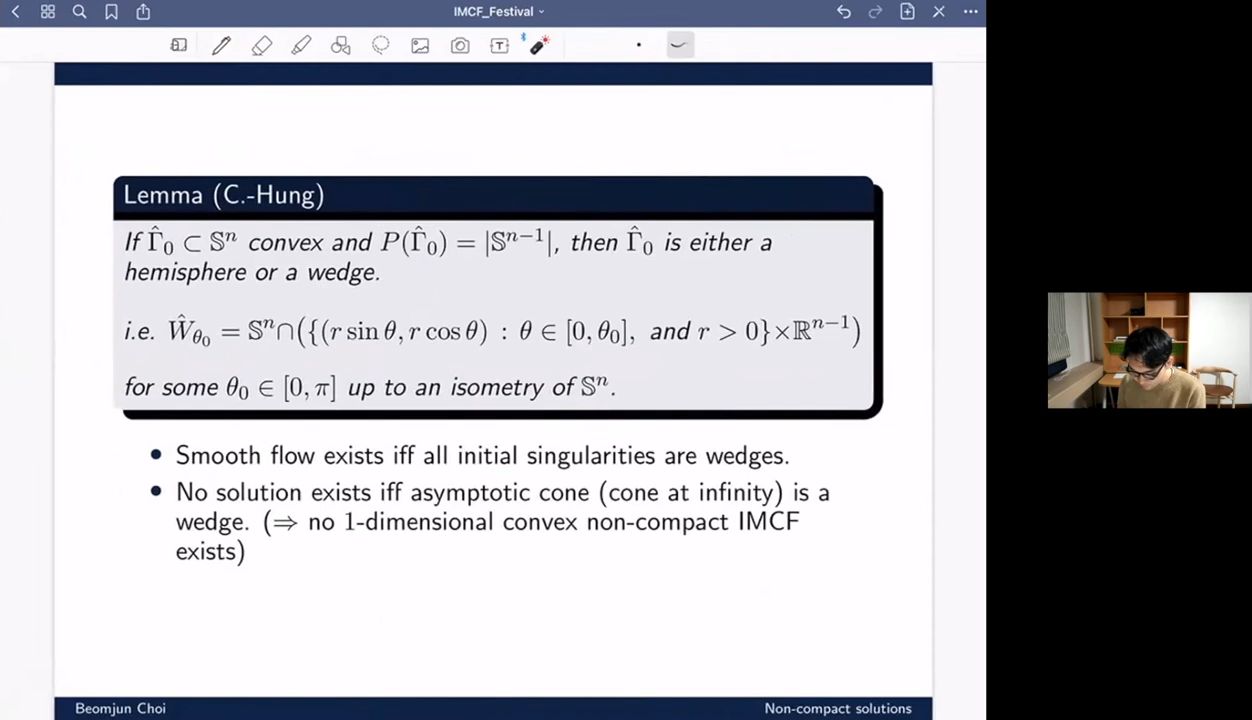 IMCF_Festival
Lemma (C.-Hung)
If Γ̂₀ ⊂ 𝕊ⁿ convex and P(Γ̂₀) = |𝕊ⁿ⁻¹|, then Γ̂₀ is either a
hemisphere or a wedge.
i.e. Ŵ_θ₀ = 𝕊ⁿ∩({(r sin θ, r cos θ) : θ ∈ [0, θ₀], and r > 0}×ℝⁿ⁻¹)
for some θ₀ ∈ [0, π] up to an isometry of 𝕊ⁿ.
• Smooth flow exists iff all initial singularities are wedges.
• No solution exists iff asymptotic cone (cone at infinity) is a
wedge. (⇒ no 1-dimensional convex non-compact IMCF
exists)
Beomjun Choi
Non-compact solutions